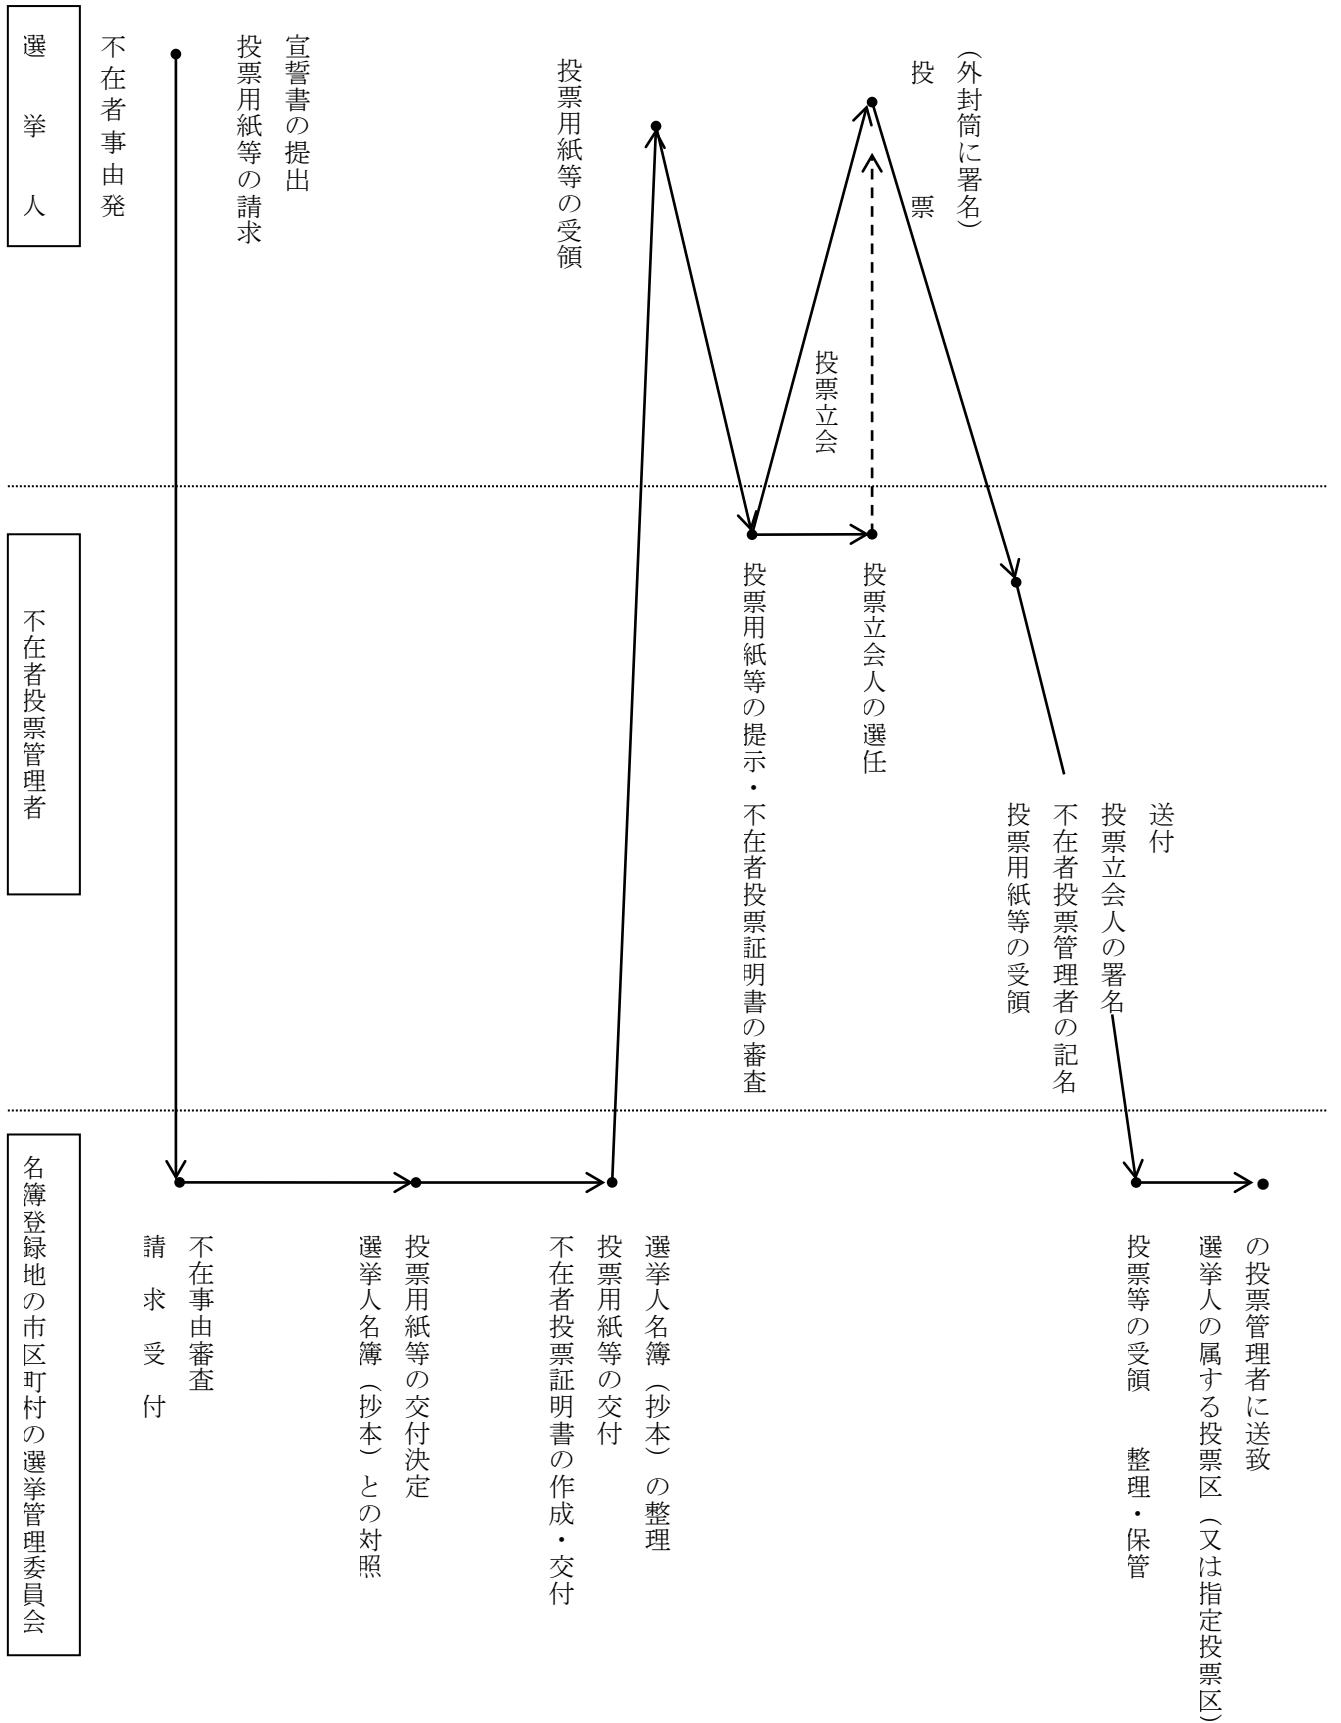 選挙人
不在者事由発
投票用紙等の請求
宣誓書の提出
投票用紙等の受領
投票立会
投票
（外封筒に署名）
不在者投票管理者
投票用紙等の提示・不在者投票証明書の審査
投票立会人の選任
投票用紙等の受領
不在者投票管理者の記名
投票立会人の署名
送付
名簿登録地の市区町村の選挙管理委員会
請求受付
不在事由審査
選挙人名簿（抄本）との対照
投票用紙等の交付決定
不在者投票証明書の作成・交付
投票用紙等の交付
選挙人名簿（抄本）の整理
投票等の受領　整理・保管
選挙人の属する投票区（又は指定投票区）
の投票管理者に送致